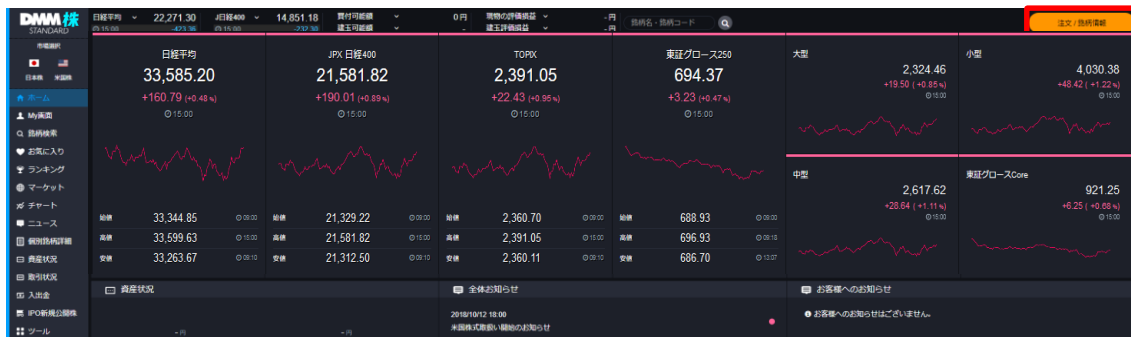 DMM株
STANDARD
日経平均 22,271.30 JPX日経400 14,851.18 買付可能額 0円 現物の評価損益 -円 銘柄名・銘柄コード 注文 / 銘柄情報
15:00 -423.36 15:00 -232.30 建玉可能額 - 建玉評価損益 -円
市場選択
日本株 米国株
ホーム
My画面
銘柄検索
お気に入り
ランキング
マーケット
チャート
ニュース
個別銘柄詳細
資産状況
取引状況
入出金
IPO新規公開株
ツール
日経平均
33,585.20
+160.79 (+0.48 %)
15:00
始値 33,344.85 09:00
高値 33,599.63 15:00
安値 33,263.67 09:10
JPX 日経400
21,581.82
+190.01 (+0.89 %)
15:00
始値 21,329.22 09:00
高値 21,581.82 15:00
安値 21,312.50 09:10
TOPIX
2,391.05
+22.43 (+0.95 %)
15:00
始値 2,360.70 09:00
高値 2,391.05 15:00
安値 2,360.11 09:10
東証グロース250
694.37
+3.23 (+0.47 %)
15:00
始値 688.93 09:00
高値 696.93 09:18
安値 686.70 12:37
大型
2,324.46
+19.50 ( +0.85 %)
15:00
小型
4,030.38
+48.42 ( +1.22 %)
15:00
中型
2,617.62
+28.64 ( +1.11 %)
15:00
東証グロースCore
921.25
+6.25 ( +0.68 %)
15:00
資産状況
-円 -円
全体お知らせ
2018/10/12 18:00
米国株式取扱い開始のお知らせ
お客様へのお知らせ
お客様へのお知らせはございません。